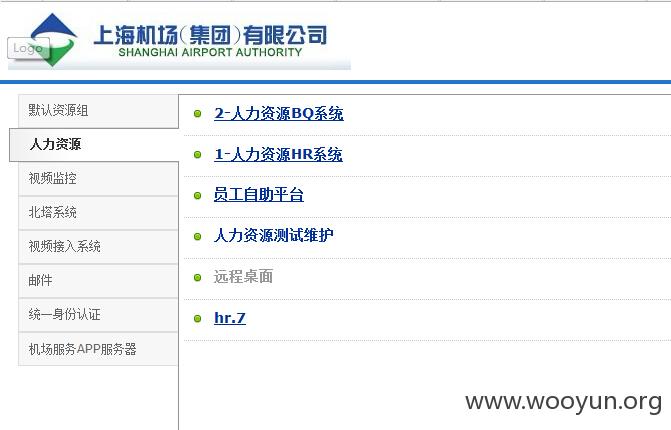 Logo
上海机场(集团)有限公司
SHANGHAI AIRPORT AUTHORITY
默认资源组
人力资源
视频监控
北塔系统
视频接入系统
邮件
统一身份认证
机场服务APP服务器
2-人力资源BQ系统
1-人力资源HR系统
员工自助平台
人力资源测试维护
远程桌面
hr.7
www.wooyun.org